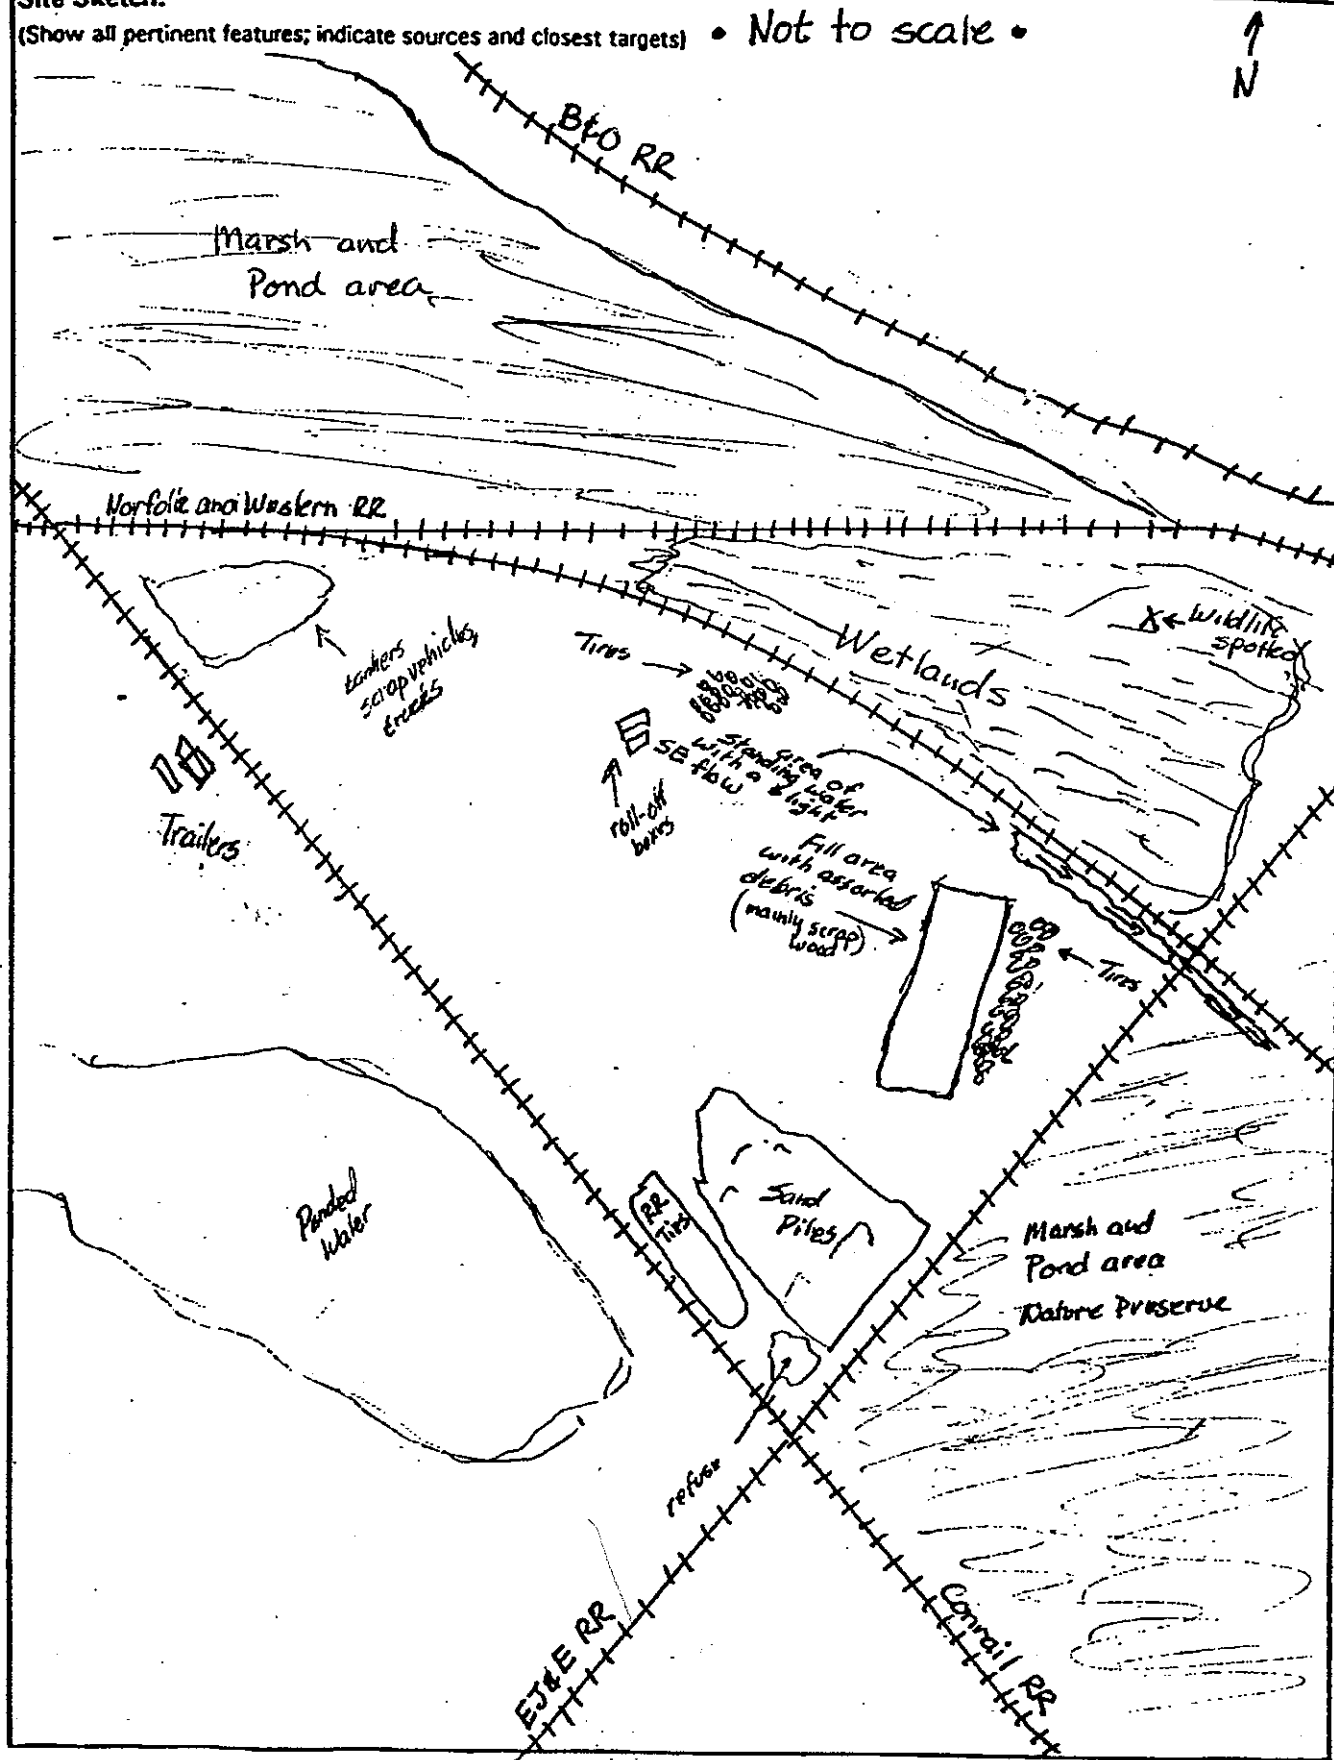 Site Sketch:
(Show all pertinent features; indicate sources and closest targets)
• Not to scale •
N
B&O RR
Marsh and
Pond area
Norfolk and Western RR
tankers
scrap vehicles,
trucks
Tires
Wetlands
X ← Wildlife
spotted
Trailers
roll-off
boxes
area of
Standing water
with a slight
SE flow
Fill area
with assorted
debris
(mainly scrap
wood)
Tires
Ponded
Water
RR
Ties
Sand
Piles
Marsh and
Pond area
Nature Preserve
refuse
EJ&E RR
Conrail RR